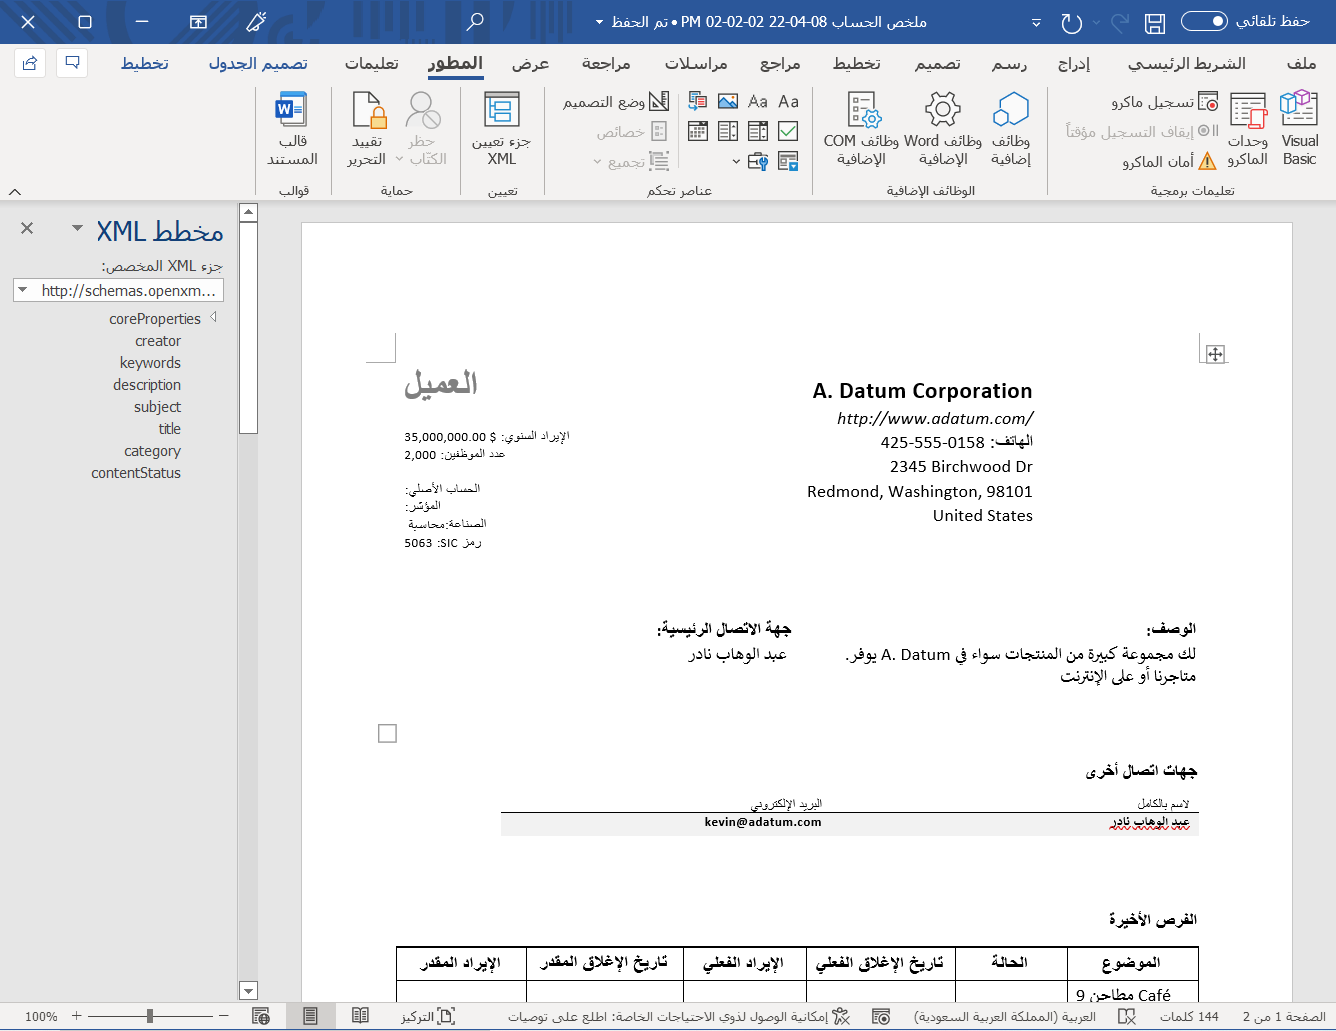 حفظ تلقائي
ملخص الحساب 08-04-22 02-02-02 PM • تم الحفظ
ملف
الشريط الرئيسي
إدراج
رسم
تصميم
تخطيط
مراجع
مراسلات
مراجعة
عرض
المطور
تعليمات
تصميم الجدول
تخطيط
Visual Basic
وحدات الماكرو
تسجيل ماكرو
إيقاف التسجيل مؤقتاً
أمان الماكرو
تعليمات برمجية
وظائف إضافية
وظائف Word الإضافية
وظائف COM الإضافية
الوظائف الإضافية
Aa Aa
وضع التصميم
خصائص
تجميع
عناصر تحكم
جزء تعيين XML
تعيين
حظر الكتّاب
تقييد التحرير
حماية
قالب المستند
قوالب
مخطط XML
جزء XML المخصص:
http://schemas.openxm...
coreProperties
creator
keywords
description
subject
title
category
contentStatus
A. Datum Corporation
http://www.adatum.com/
الهاتف: 425-555-0158
2345 Birchwood Dr
Redmond, Washington, 98101
United States
العميل
الإيراد السنوي: $ 35,000,000.00
عدد الموظفين: 2,000
الحساب الأصلي:
المؤشر:
الصناعة:محاسبة
رمز SIC: 5063
الوصف:
لك مجموعة كبيرة من المنتجات سواء في A. Datum يوفر.
متاجرنا أو على الإنترنت
جهة الاتصال الرئيسية:
عبد الوهاب نادر
جهات اتصال أخرى
لاسم بالكامل
البريد الإلكتروني
عبد الوهاب نادر
kevin@adatum.com
الفرص الأخيرة
الموضوع
الحالة
تاريخ الإغلاق الفعلي
الإيراد الفعلي
تاريخ الإغلاق المقدر
الإيراد المقدر
9 مطاحن Café
الصفحة 1 من 2
144 كلمات
العربية (المملكة العربية السعودية)
إمكانية الوصول لذوي الاحتياجات الخاصة: اطلع على توصيات
التركيز
100%